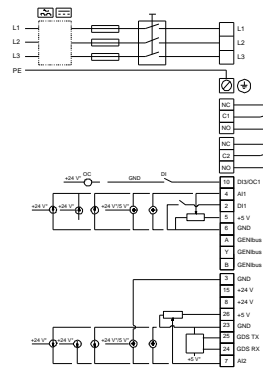 L1 L1
L2 L2
L3 L3
PE
NC
C1
NO
NC
C2
NO
+24 V* OC GND DI 10 DI3/OC1
4 AI1
+24 V* +24 V* +24 V* +24 V*/5 V* 2 DI1
5 +5 V
6 GND
A GENIbus
Y GENIbus
B GENIbus
3 GND
15 +24 V
8 +24 V
26 +5 V
23 GND
+24 V* +24 V* +24 V* +24 V*/5 V* 25 GDS TX
24 GDS RX
+5 V* 7 AI2